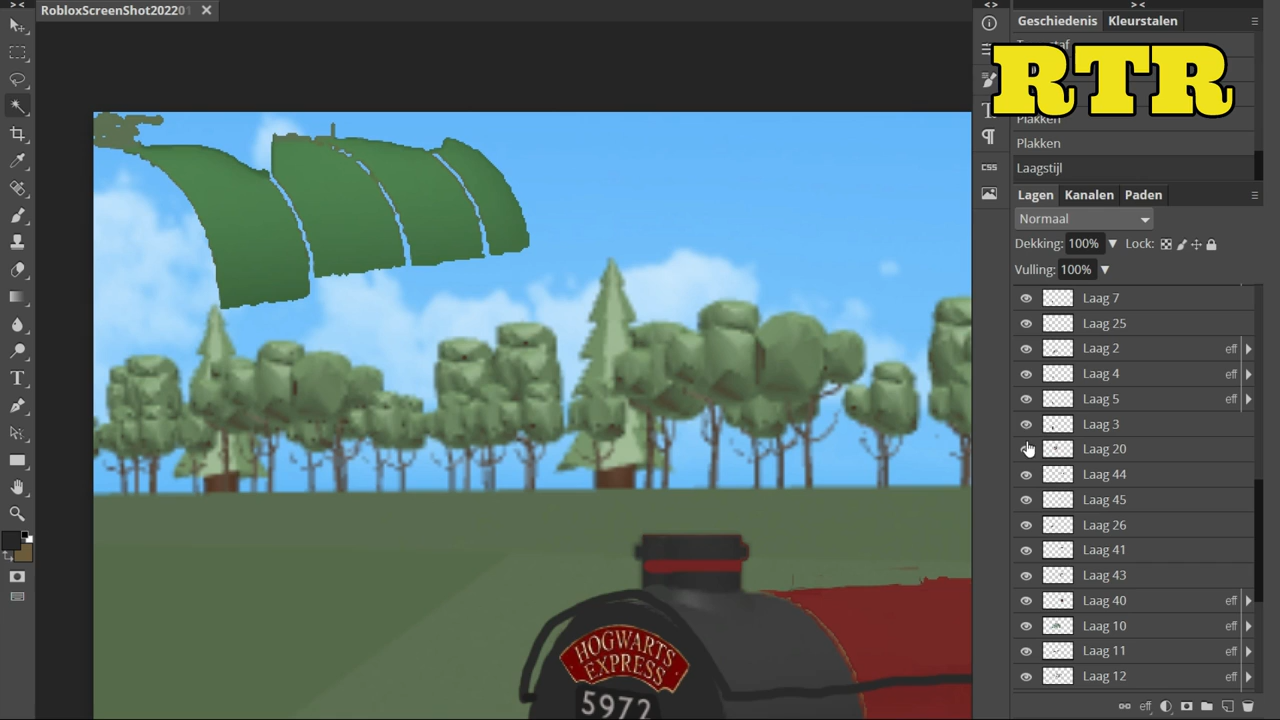 RobloxScreenShot202201
Geschiedenis Kleurstalen
RTR
Plakken
Plakken
Laagstijl
Lagen Kanalen Paden
Normaal
Dekking: 100% Lock:
Vulling: 100%
Laag 7
Laag 25
Laag 2 eff
Laag 4 eff
Laag 5 eff
Laag 3
Laag 20
Laag 44
Laag 45
Laag 26
Laag 41
Laag 43
Laag 40 eff
Laag 10 eff
Laag 11 eff
Laag 12 eff
eff
CSS
HOGWARTS
EXPRESS
5972